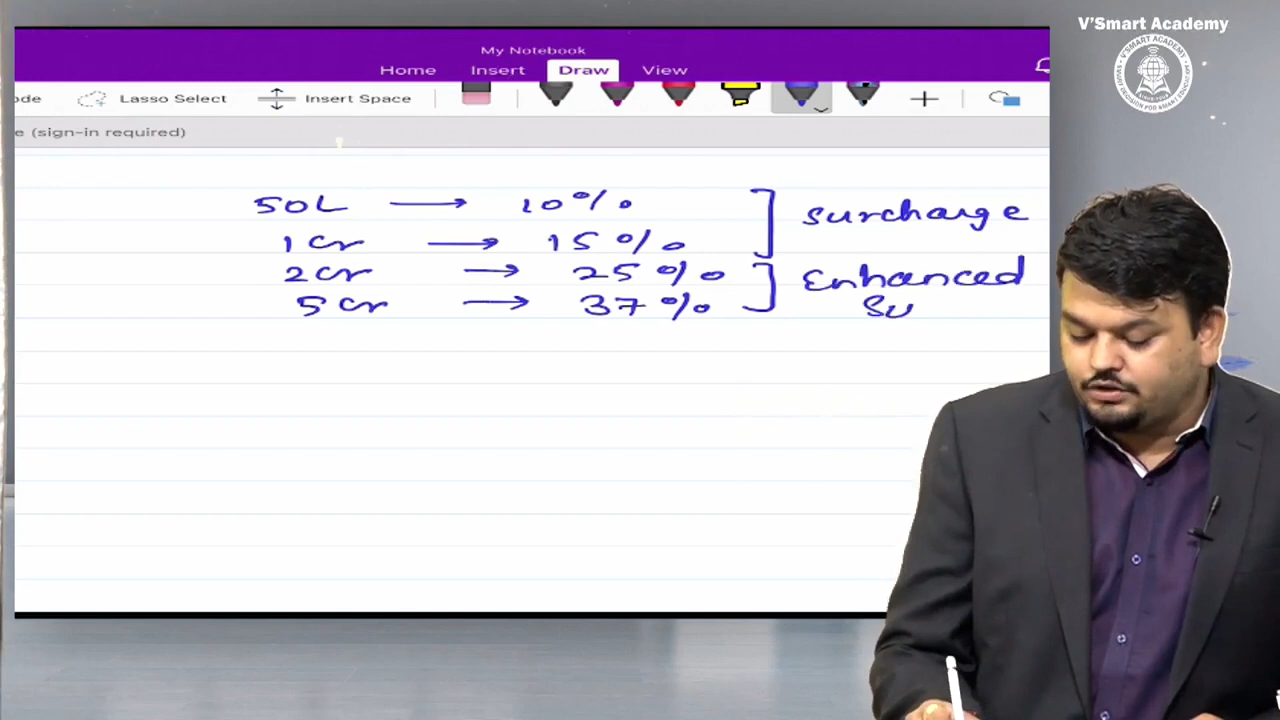 V'Smart Academy
My Notebook
Home Insert Draw View
ode Lasso Select Insert Space
e (sign-in required)
50L → 10% ] Surcharge
1 Cr → 15%
2 Cr → 25% ] Enhanced
5 Cr → 37% Su